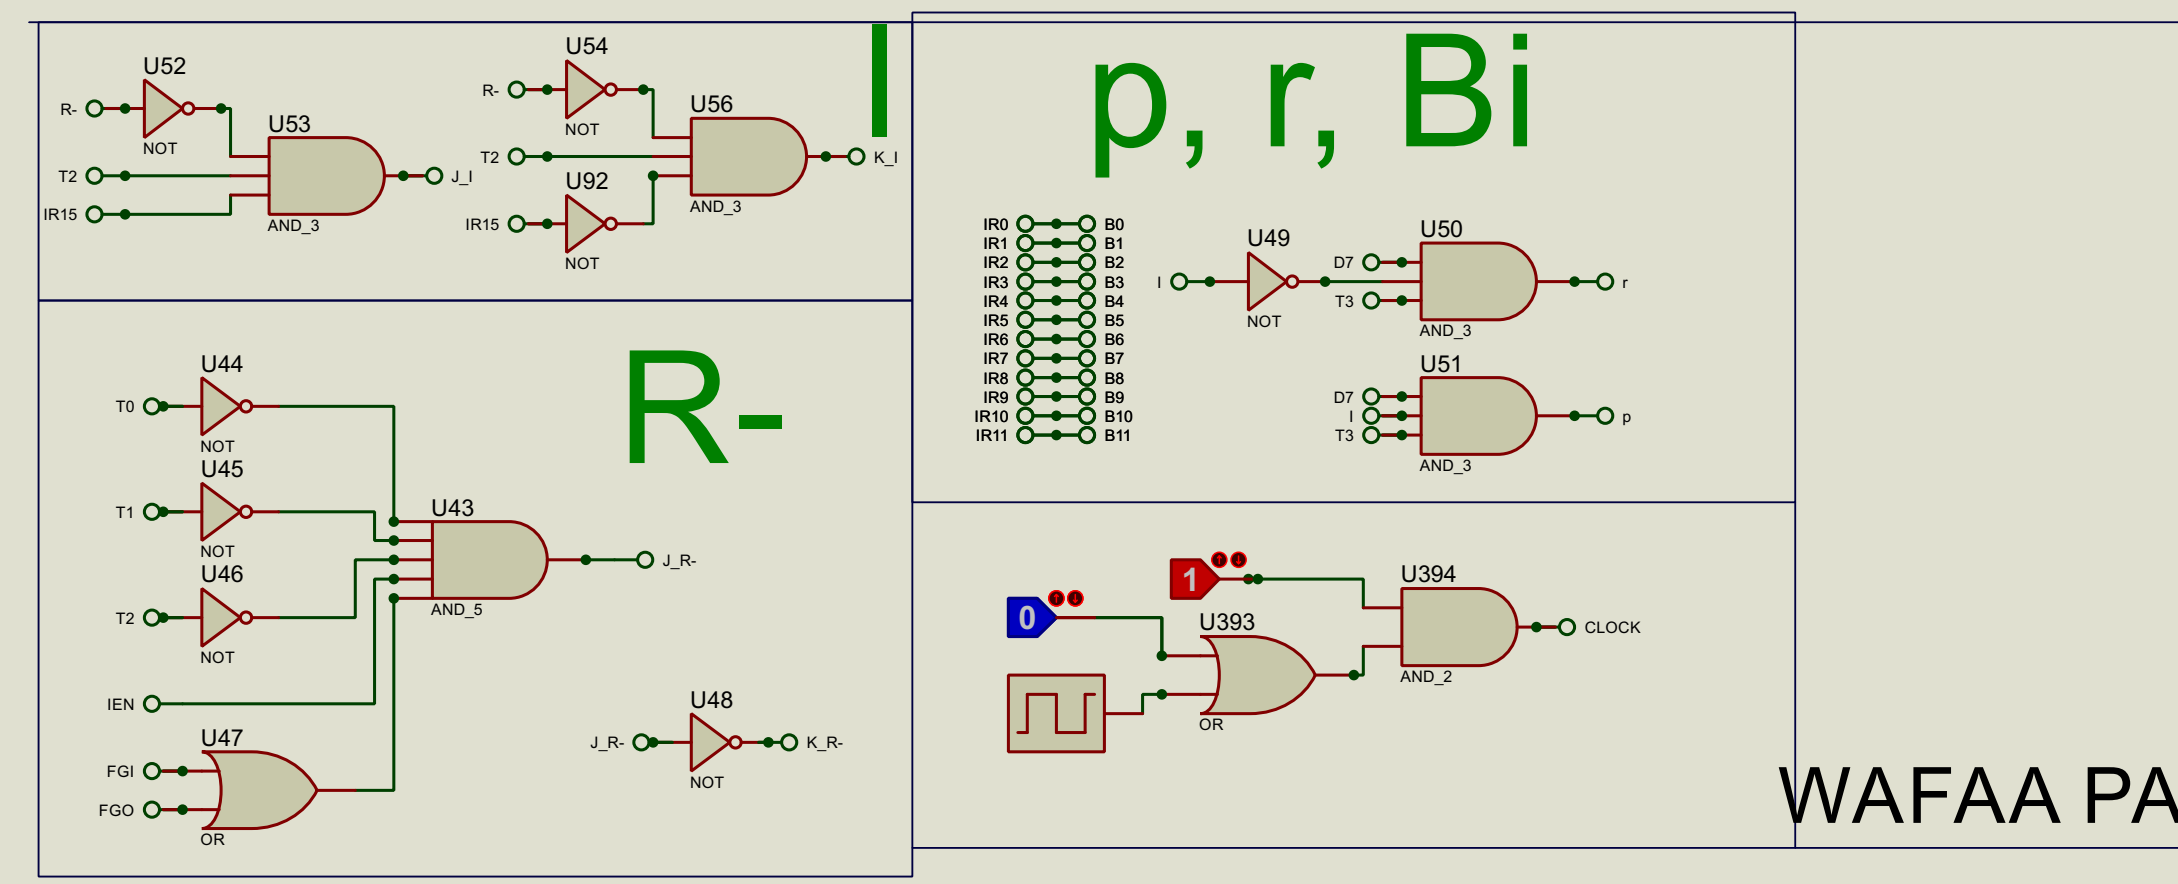 I
U52
NOT
R-
T2
IR15
U53
AND_3
J_I
U54
NOT
R-
T2
U92
NOT
IR15
U56
AND_3
K_I
R-
U44
T0
NOT
U45
T1
NOT
U46
T2
NOT
IEN
U47
FGI
FGO
OR
U43
AND_5
J_R-
U48
J_R-
K_R-
NOT
p, r, Bi
IR0 B0
IR1 B1
IR2 B2
IR3 B3
IR4 B4
IR5 B5
IR6 B6
IR7 B7
IR8 B8
IR9 B9
IR10 B10
IR11 B11
I
U49
NOT
U50
D7
T3
AND_3
r
U51
D7
I
T3
AND_3
p
1
0
U393
OR
U394
AND_2
CLOCK
WAFAA PA